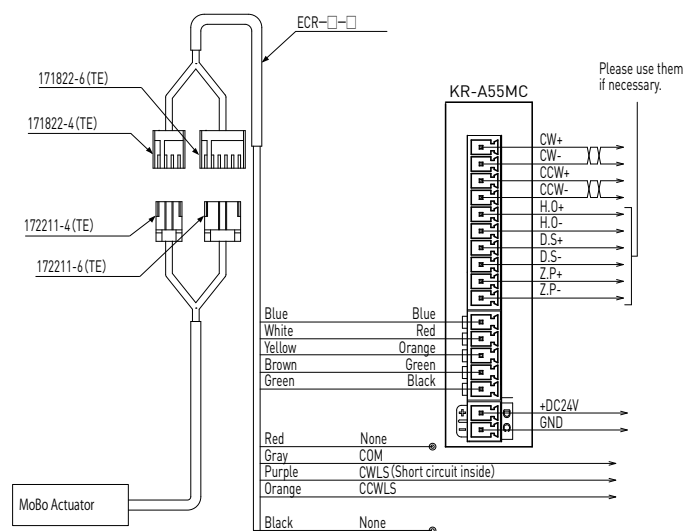 ECR-□-□
171822-6(TE)
171822-4(TE)
Please use them
if necessary.
KR-A55MC
CW+
CW-
CCW+
CCW-
H.O+
H.O-
D.S+
D.S-
Z.P+
Z.P-
172211-4(TE)
172211-6(TE)
Blue Blue
White Red
Yellow Orange
Brown Green
Green Black
+ +DC24V
- GND
Red None
Gray COM
Purple CWLS(Short circuit inside)
Orange CCWLS
Black None
MoBo Actuator